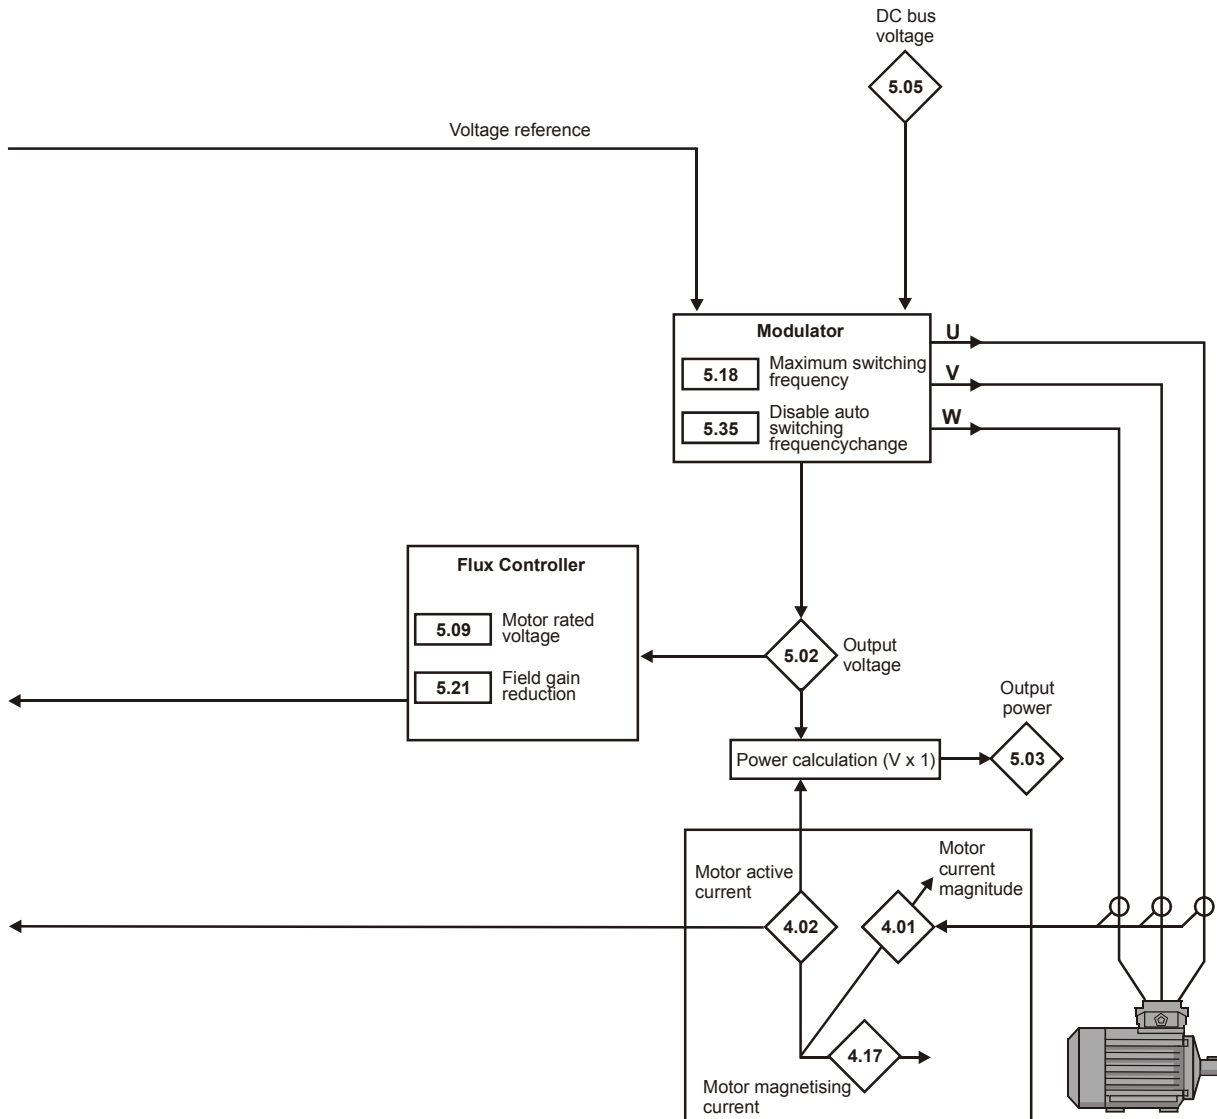 DC bus
voltage
5.05
Voltage reference
Modulator
5.18
Maximum switching
frequency
5.35
Disable auto
switching
frequencychange
U
V
W
Flux Controller
5.09
Motor rated
voltage
5.21
Field gain
reduction
5.02
Output
voltage
Output
power
Power calculation (V x 1)
5.03
Motor active
current
Motor
current
magnitude
4.02
4.01
4.17
Motor magnetising
current